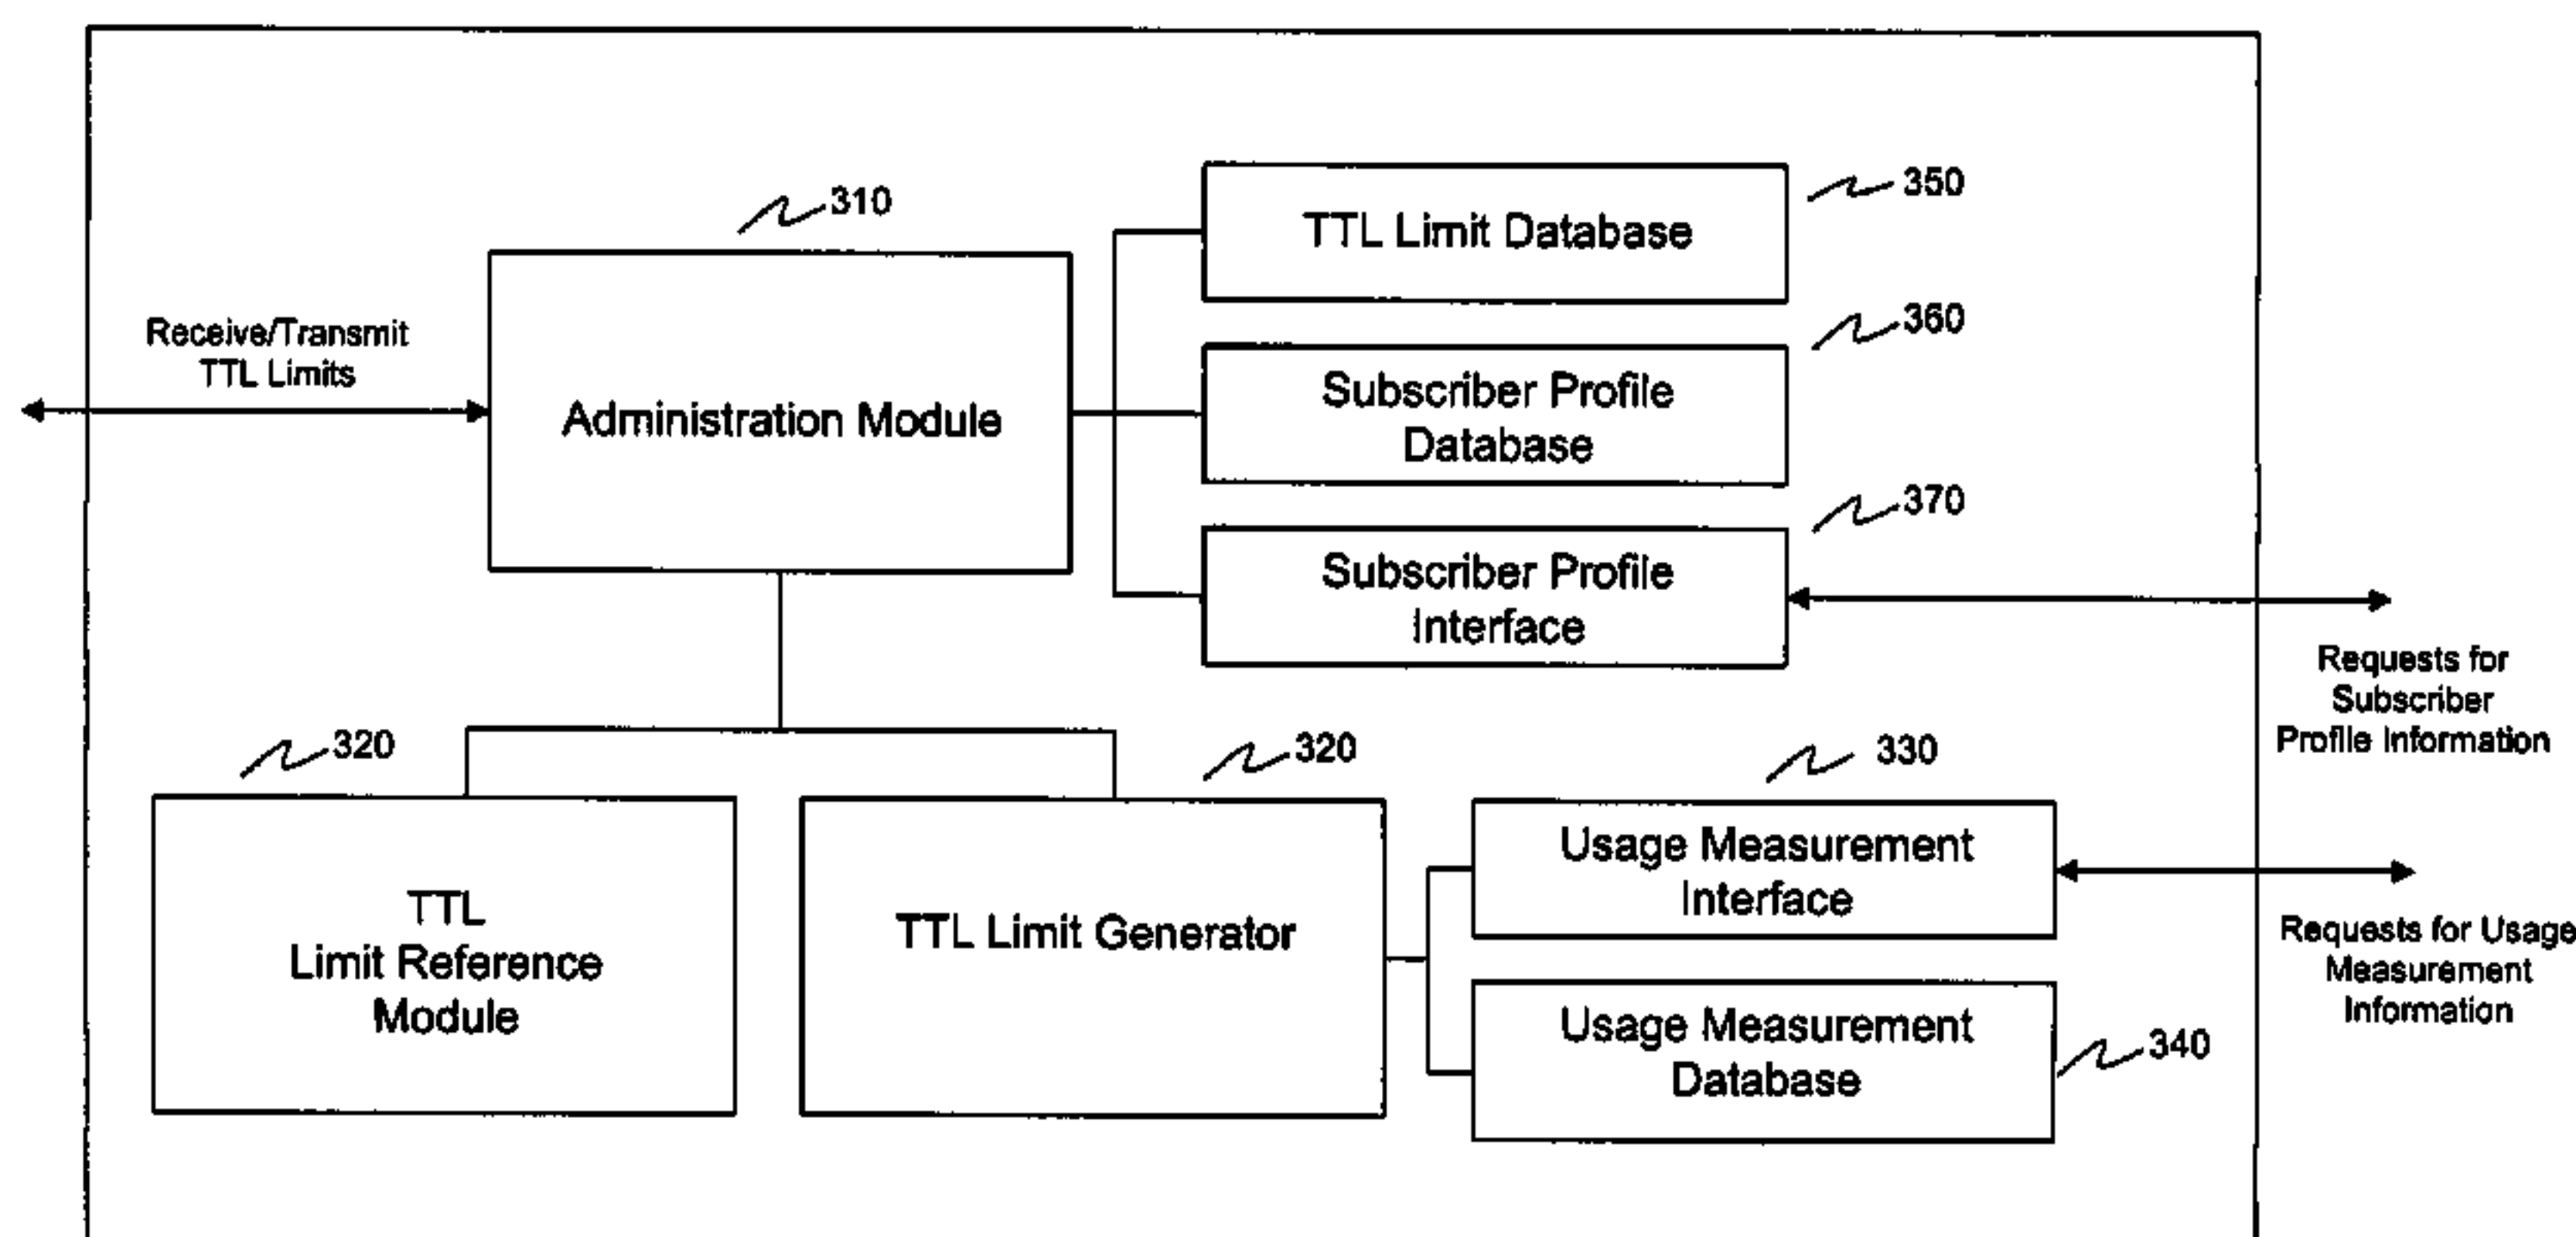 310
350
TTL Limit Database
Receive/Transmit
TTL Limits
Administration Module
360
Subscriber Profile
Database
370
Subscriber Profile
Interface
Requests for
Subscriber
Profile Information
320
TTL
Limit Reference
Module
320
TTL Limit Generator
330
Usage Measurement
Interface
Requests for Usage
Measurement
Information
Usage Measurement
Database
340